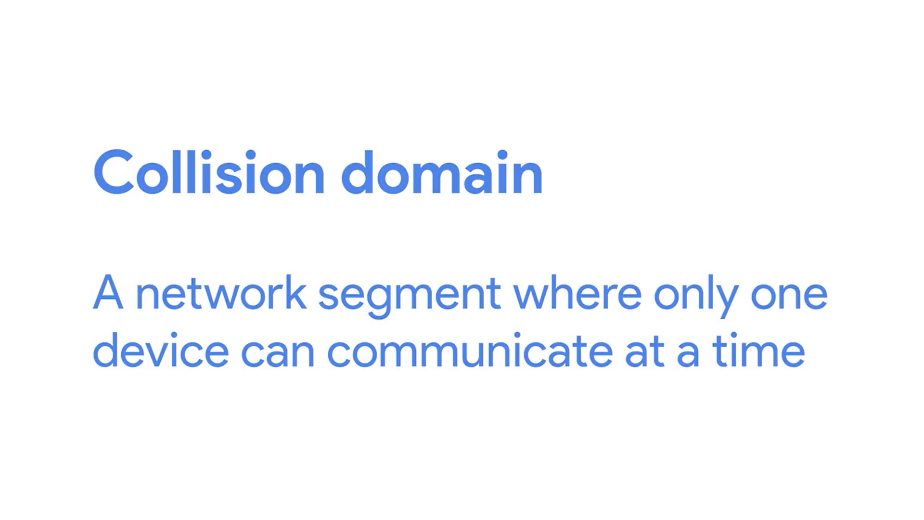 Collision domain
A network segment where only one
device can communicate at a time